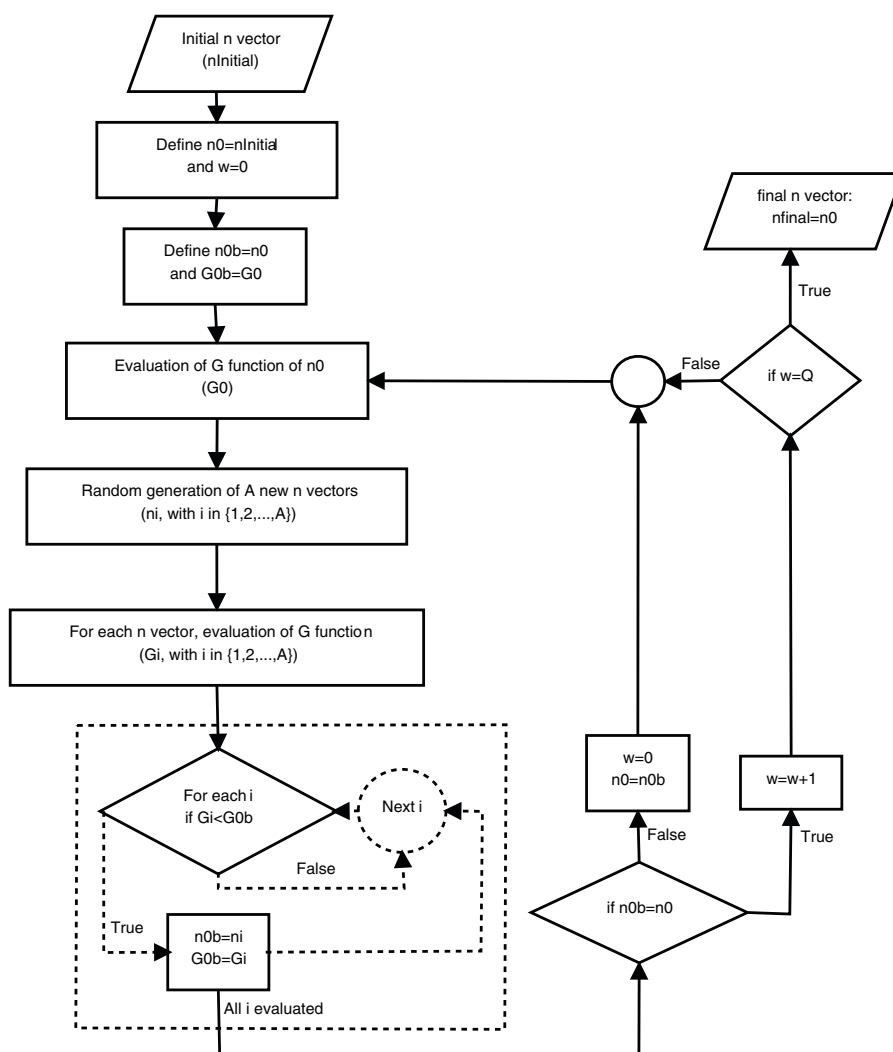 Initial n vector
(nInitial)
Define n0=nInitial
and w=0
Define n0b=n0
and G0b=G0
Evaluation of G function of n0
(G0)
Random generation of A new n vectors
(ni, with i in {1,2,...,A})
For each n vector, evaluation of G function
(Gi, with i in {1,2,...,A})
For each i
if Gi<G0b
Next i
False
True
n0b=ni
G0b=Gi
All i evaluated
if n0b=n0
False
True
w=0
n0=n0b
w=w+1
if w=Q
False
True
final n vector:
nfinal=n0